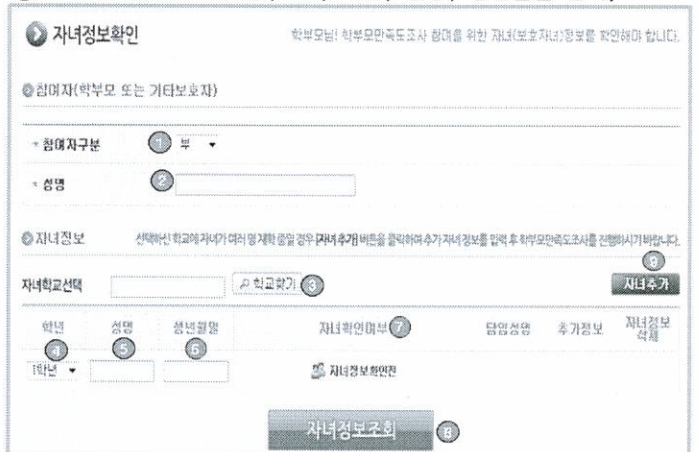 자녀정보확인
학부모님! 학부모만족도조사 참여를 위한 자녀(보호자녀)정보를 확인해야 합니다.
참여자(학부모 또는 기타보호자)
* 참여자구분 ① 부
* 성명 ②
자녀정보 선택하신 학교에 자녀가 여러 명 재학 중일 경우 [자녀 추가] 버튼을 클릭하여 추가 자녀 정보를 입력 후 학부모만족도조사를 진행하시기 바랍니다.
⑨
자녀학교선택 학교찾기 ③ 자녀추가
학년 성명 생년월일 자녀확인여부 ⑦ 담임성명 추가정보 자녀정보
삭제
④ ⑤ ⑥
1학년 자녀정보확인전
자녀정보조회 ⑧